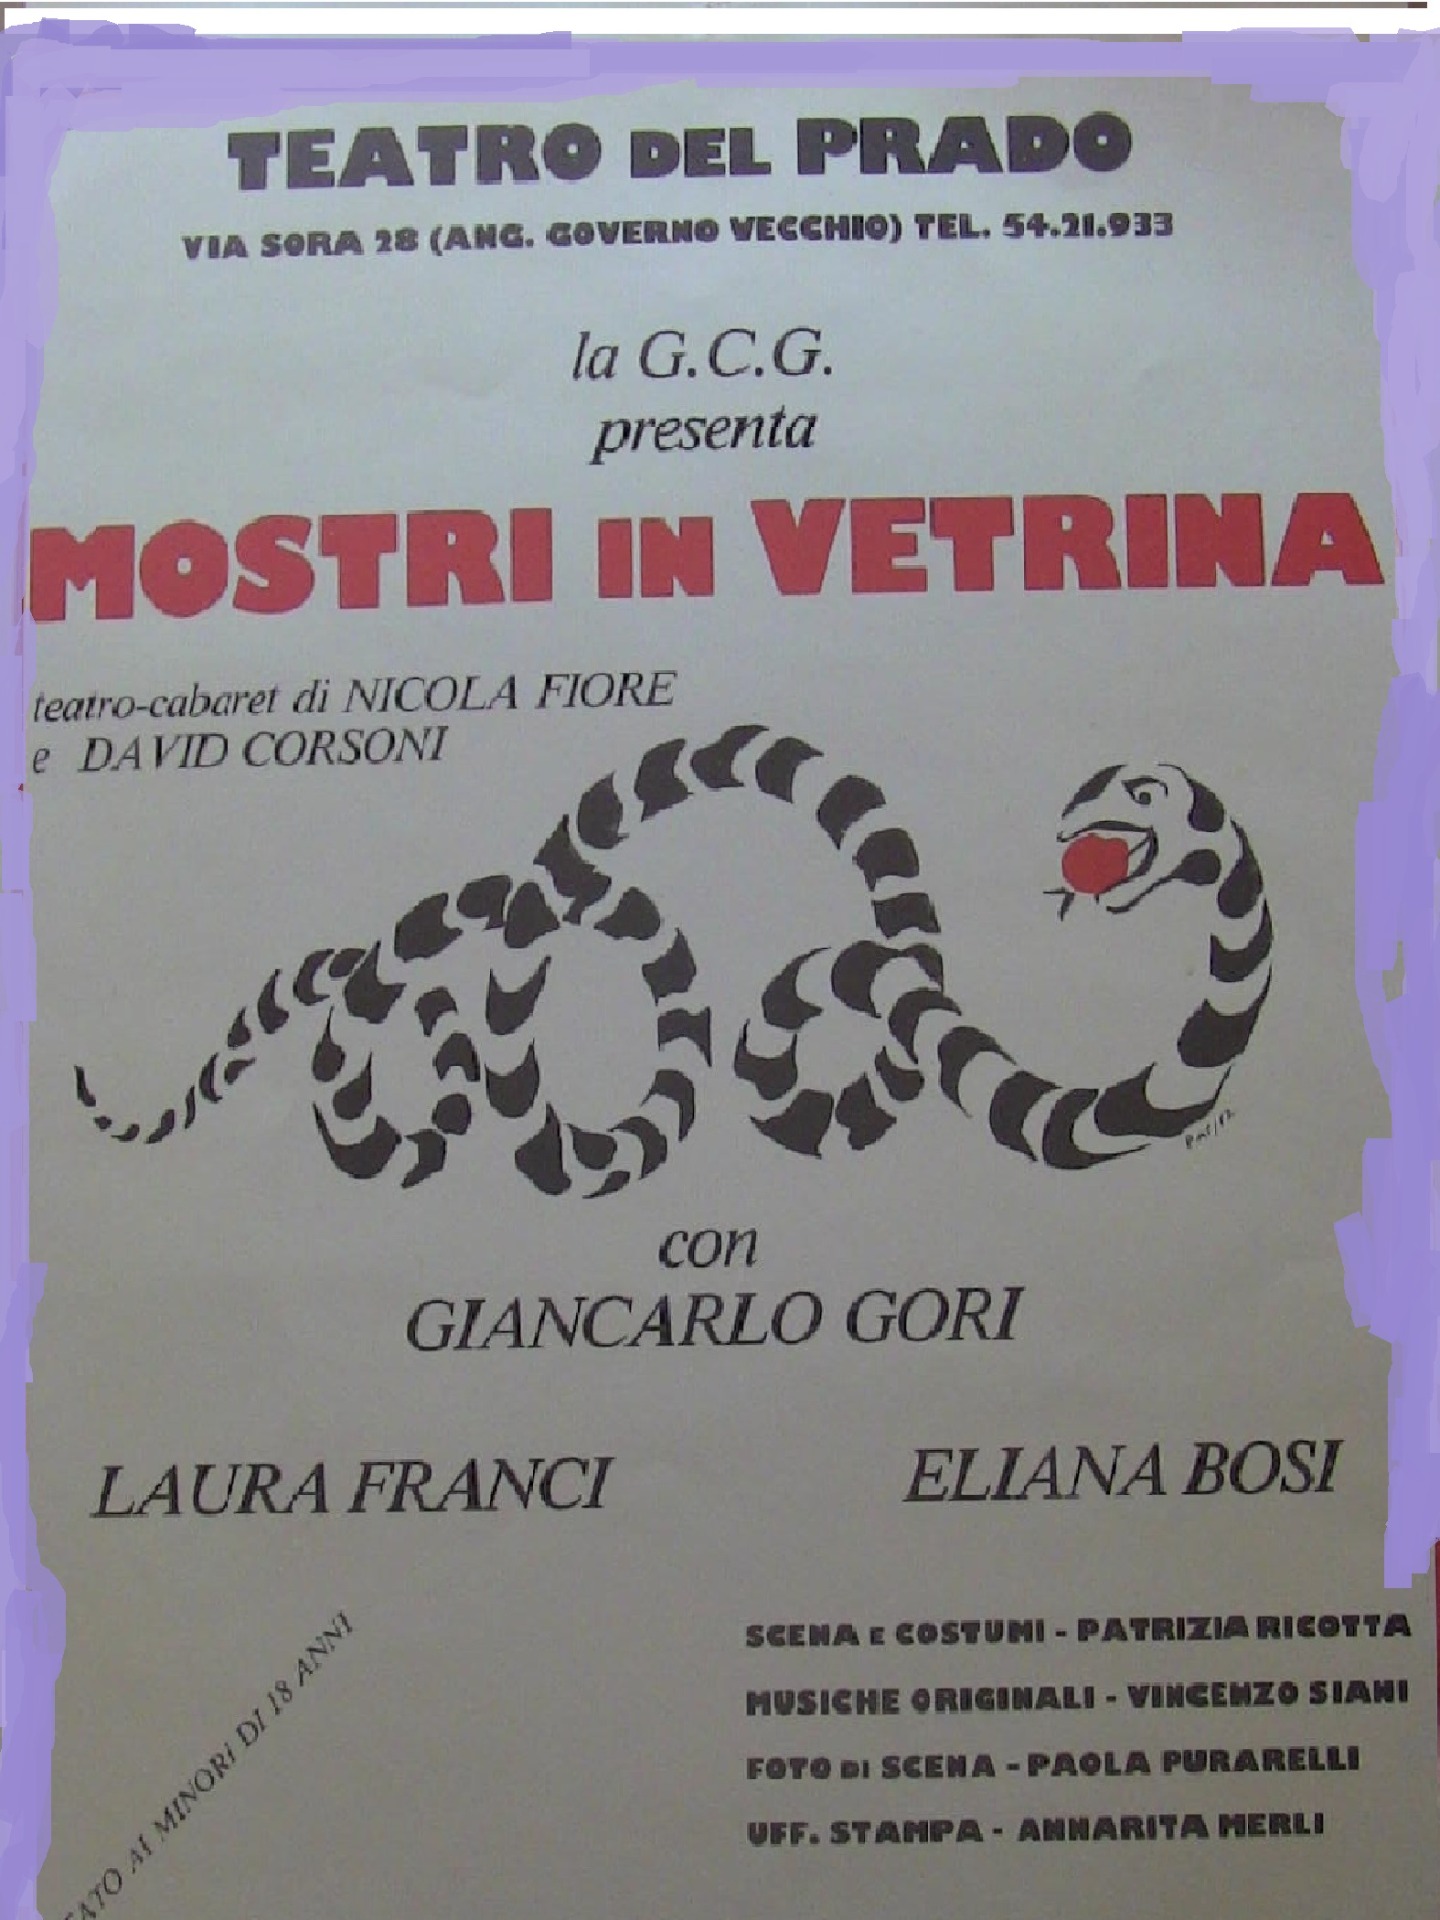 TEATRO DEL PRADO
VIA SORA 28 (ANG. GOVERNO VECCHIO) TEL. 54.21.933
la G.C.G.
presenta
MOSTRI IN VETRINA
teatro-cabaret di NICOLA FIORE
e DAVID CORSONI
con
GIANCARLO GORI
LAURA FRANCI
ELIANA BOSI
AI MINORI DI 18 ANNI
SCENA E COSTUMI - PATRIZIA RICOTTA
MUSICHE ORIGINALI - VINCENZO SIANI
FOTO DI SCENA - PAOLA PURARELLI
UFF. STAMPA - ANNARITA MERLI